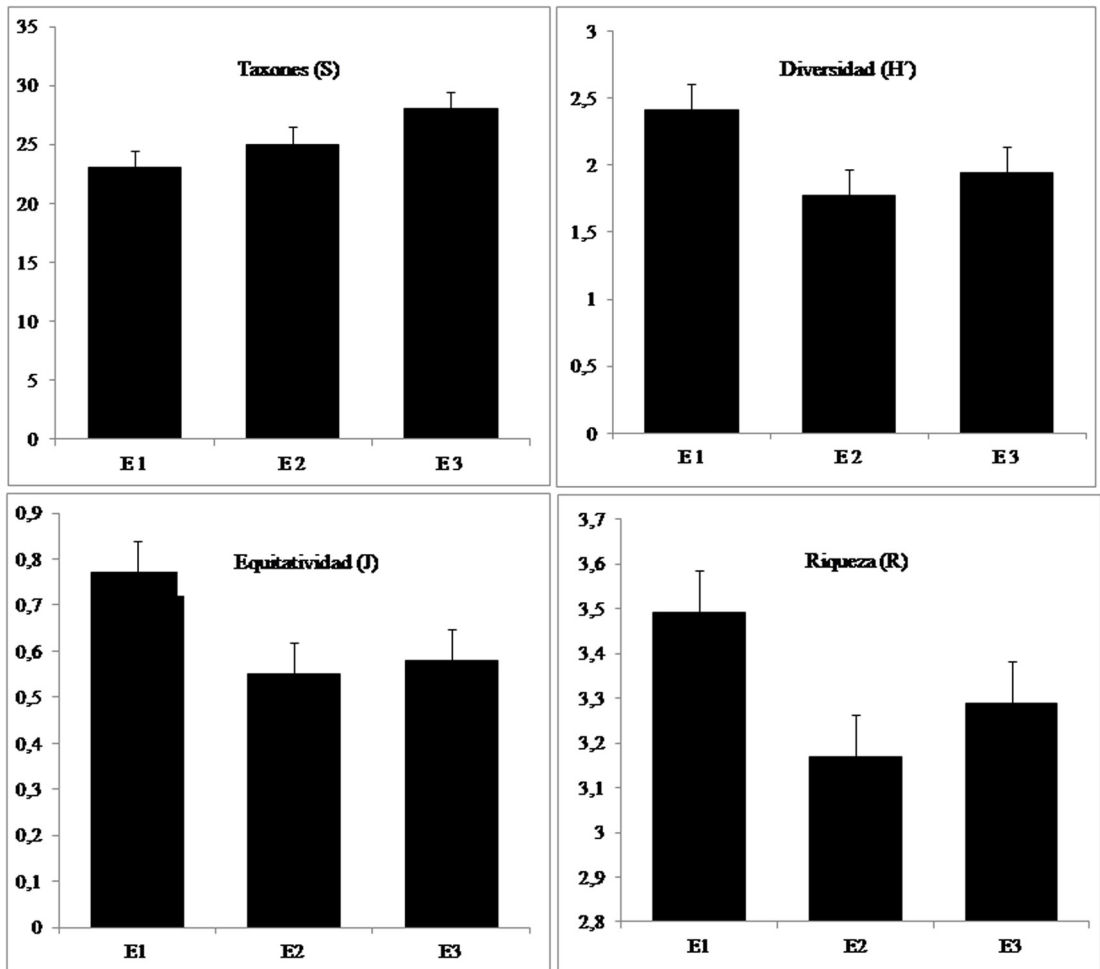 Taxones (S)
35
30
25
20
15
10
5
0
E1
E2
E3
Diversidad (H´)
3
2,5
2
1,5
1
0,5
0
E1
E2
E3
Equitatividad (J)
0,9
0,8
0,7
0,6
0,5
0,4
0,3
0,2
0,1
0
E1
E2
E3
Riqueza (R)
3,7
3,6
3,5
3,4
3,3
3,2
3,1
3
2,9
2,8
E1
E2
E3